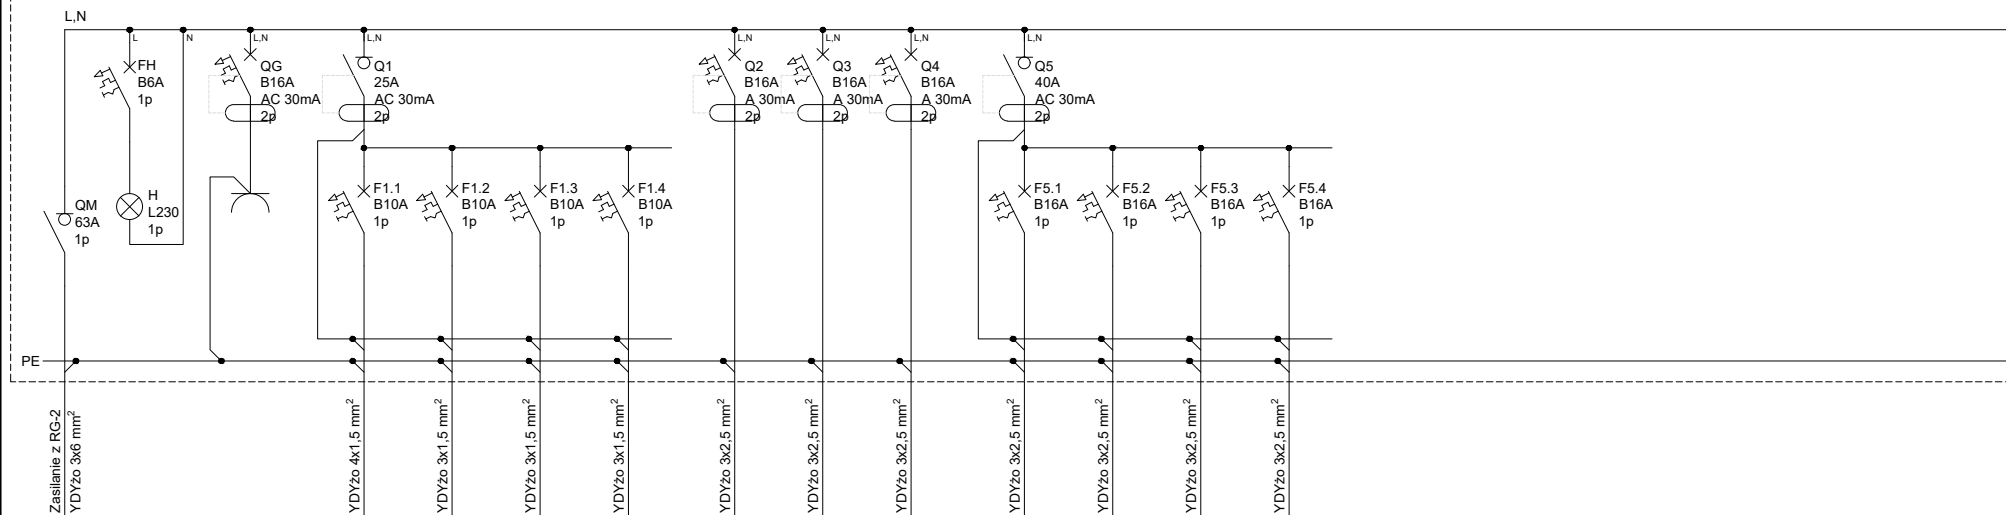 L,N
L
N
L,N
L,N
L,N
L,N
L,N
L,N
FH
B6A
1p
QG
B16A
AC 30mA
2p
Q1
25A
AC 30mA
2p
Q2
B16A
A 30mA
2p
Q3
B16A
A 30mA
2p
Q4
B16A
A 30mA
2p
Q5
40A
AC 30mA
2p
QM
63A
1p
H
L230
1p
F1.1
B10A
1p
F1.2
B10A
1p
F1.3
B10A
1p
F1.4
B10A
1p
F5.1
B16A
1p
F5.2
B16A
1p
F5.3
B16A
1p
F5.4
B16A
1p
PE
Zasilanie z RG-2
YDYżo 3x6 mm²
YDYżo 4x1,5 mm²
YDYżo 3x1,5 mm²
YDYżo 3x1,5 mm²
YDYżo 3x1,5 mm²
YDYżo 3x2,5 mm²
YDYżo 3x2,5 mm²
YDYżo 3x2,5 mm²
YDYżo 3x2,5 mm²
YDYżo 3x2,5 mm²
YDYżo 3x2,5 mm²
YDYżo 3x2,5 mm²